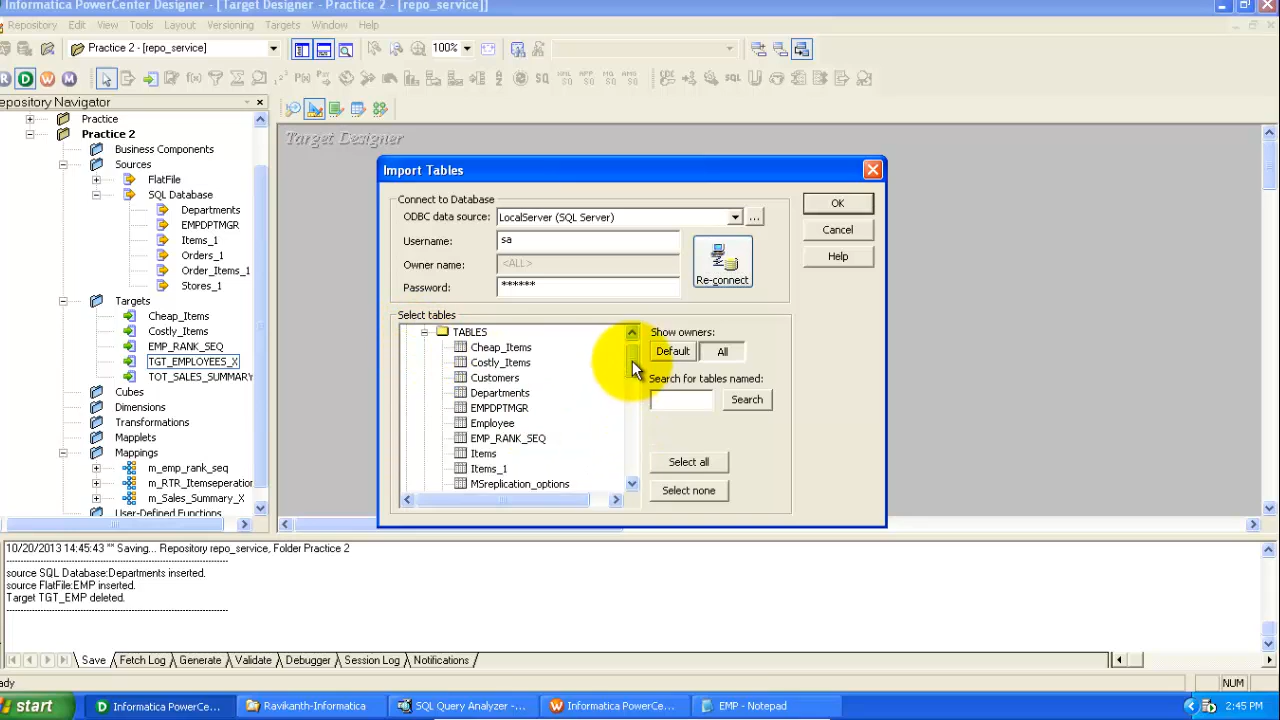 Informatica PowerCenter Designer - [Target Designer - Practice 2 - [repo_service]]
Repository Edit View Tools Layout Versioning Targets Window Help
Practice 2 - [repo_service]
100%
R D W M
SQ
SQL
epository Navigator
Practice
Practice 2
Business Components
Sources
FlatFile
SQL Database
Departments
EMPDPTMGR
Items_1
Orders_1
Order_Items_1
Stores_1
Targets
Cheap_Items
Costly_Items
EMP_RANK_SEQ
TGT_EMPLOYEES_X
TOT_SALES_SUMMARY
Cubes
Dimensions
Transformations
Mapplets
Mappings
m_emp_rank_seq
m_RTR_Itemseperation
m_Sales_Summary_X
User-Defined Functions
Target Designer
Import Tables
Connect to Database
ODBC data source: LocalServer (SQL Server) ...
Username: sa
Owner name: <ALL>
Password: ******
Re-connect
OK
Cancel
Help
Select tables
TABLES
Cheap_Items
Costly_Items
Customers
Departments
EMPDPTMGR
Employee
EMP_RANK_SEQ
Items
Items_1
MSreplication_options
Show owners:
Default All
Search for tables named:
Search
Select all
Select none
10/20/2013 14:45:43 ** Saving... Repository repo_service, Folder Practice 2
source SQL Database:Departments inserted.
source FlatFile:EMP inserted.
Target TGT_EMP deleted.
Save Fetch Log Generate Validate Debugger Session Log Notifications
ady
NUM
start Informatica PowerCe... Ravikanth-Informatica SQL Query Analyzer -... Informatica PowerCe... EMP - Notepad 2:45 PM